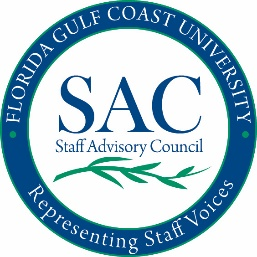 • FLORIDA GULF COAST UNIVERSITY •
SAC
Staff Advisory Council
Representing Staff Voices